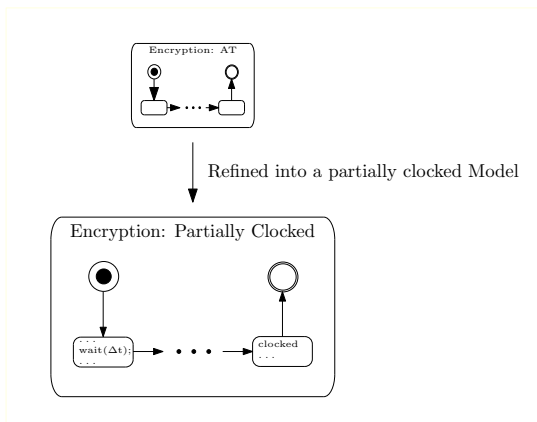 Encryption: AT
· · ·
Refined into a partially clocked Model
Encryption: Partially Clocked
. . .
wait(Δt);
. . .
· · ·
clocked
. . .